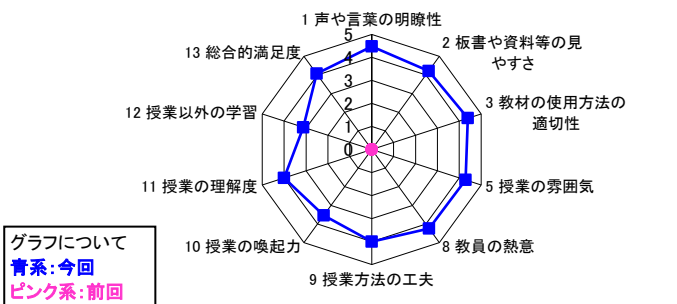 1 声や言葉の明瞭性
2 板書や資料等の見
やすさ
3 教材の使用方法の
適切性
5 授業の雰囲気
8 教員の熱意
9 授業方法の工夫
10 授業の喚起力
11 授業の理解度
12 授業以外の学習
13 総合的満足度
5
4
3
2
1
0
グラフについて
青系：今回
ピンク系：前回